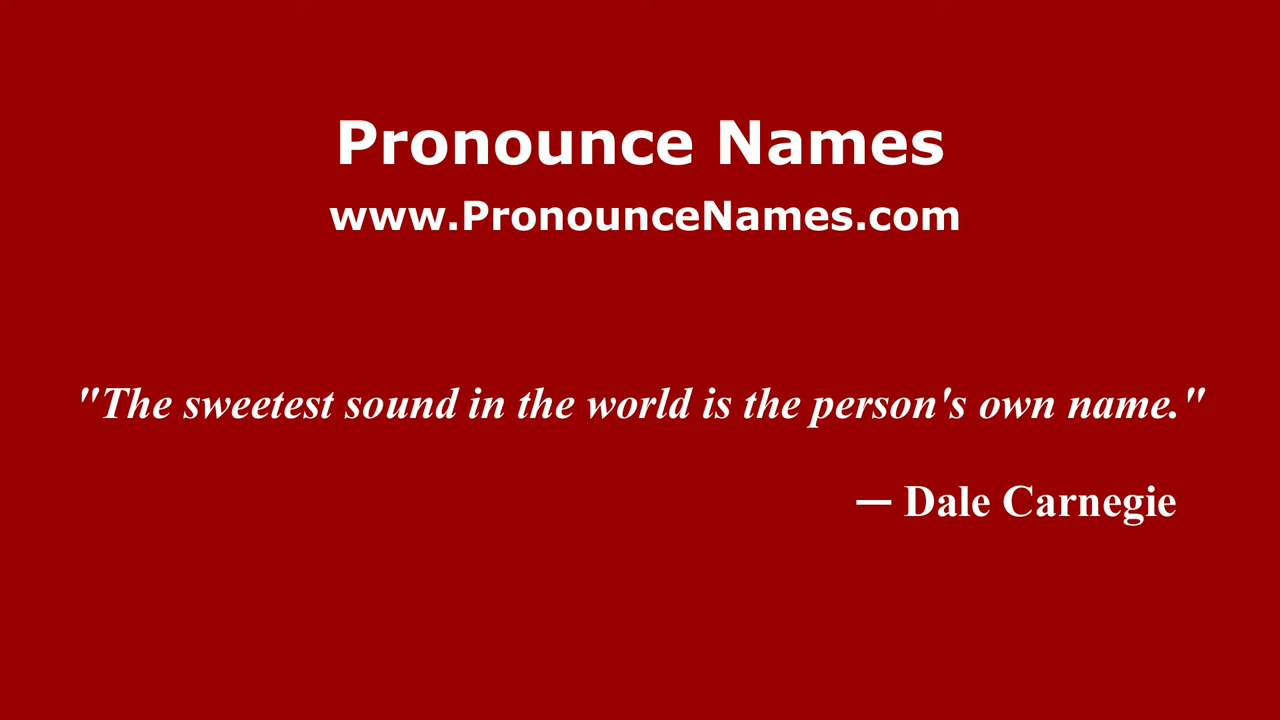 Pronounce Names
www.PronounceNames.com
"The sweetest sound in the world is the person's own name."
— Dale Carnegie